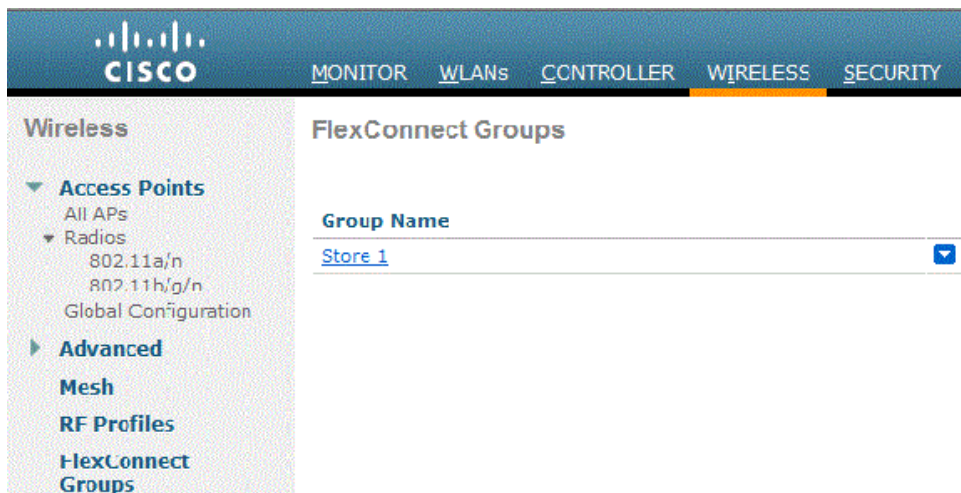 CISCO
MONITOR WLANs CONTROLLER WIRELESS SECURITY
Wireless
Access Points
All APs
Radios
802.11a/n
802.11b/g/n
Global Configuration
Advanced
Mesh
RF Profiles
FlexConnect
Groups
FlexConnect Groups
Group Name
Store 1